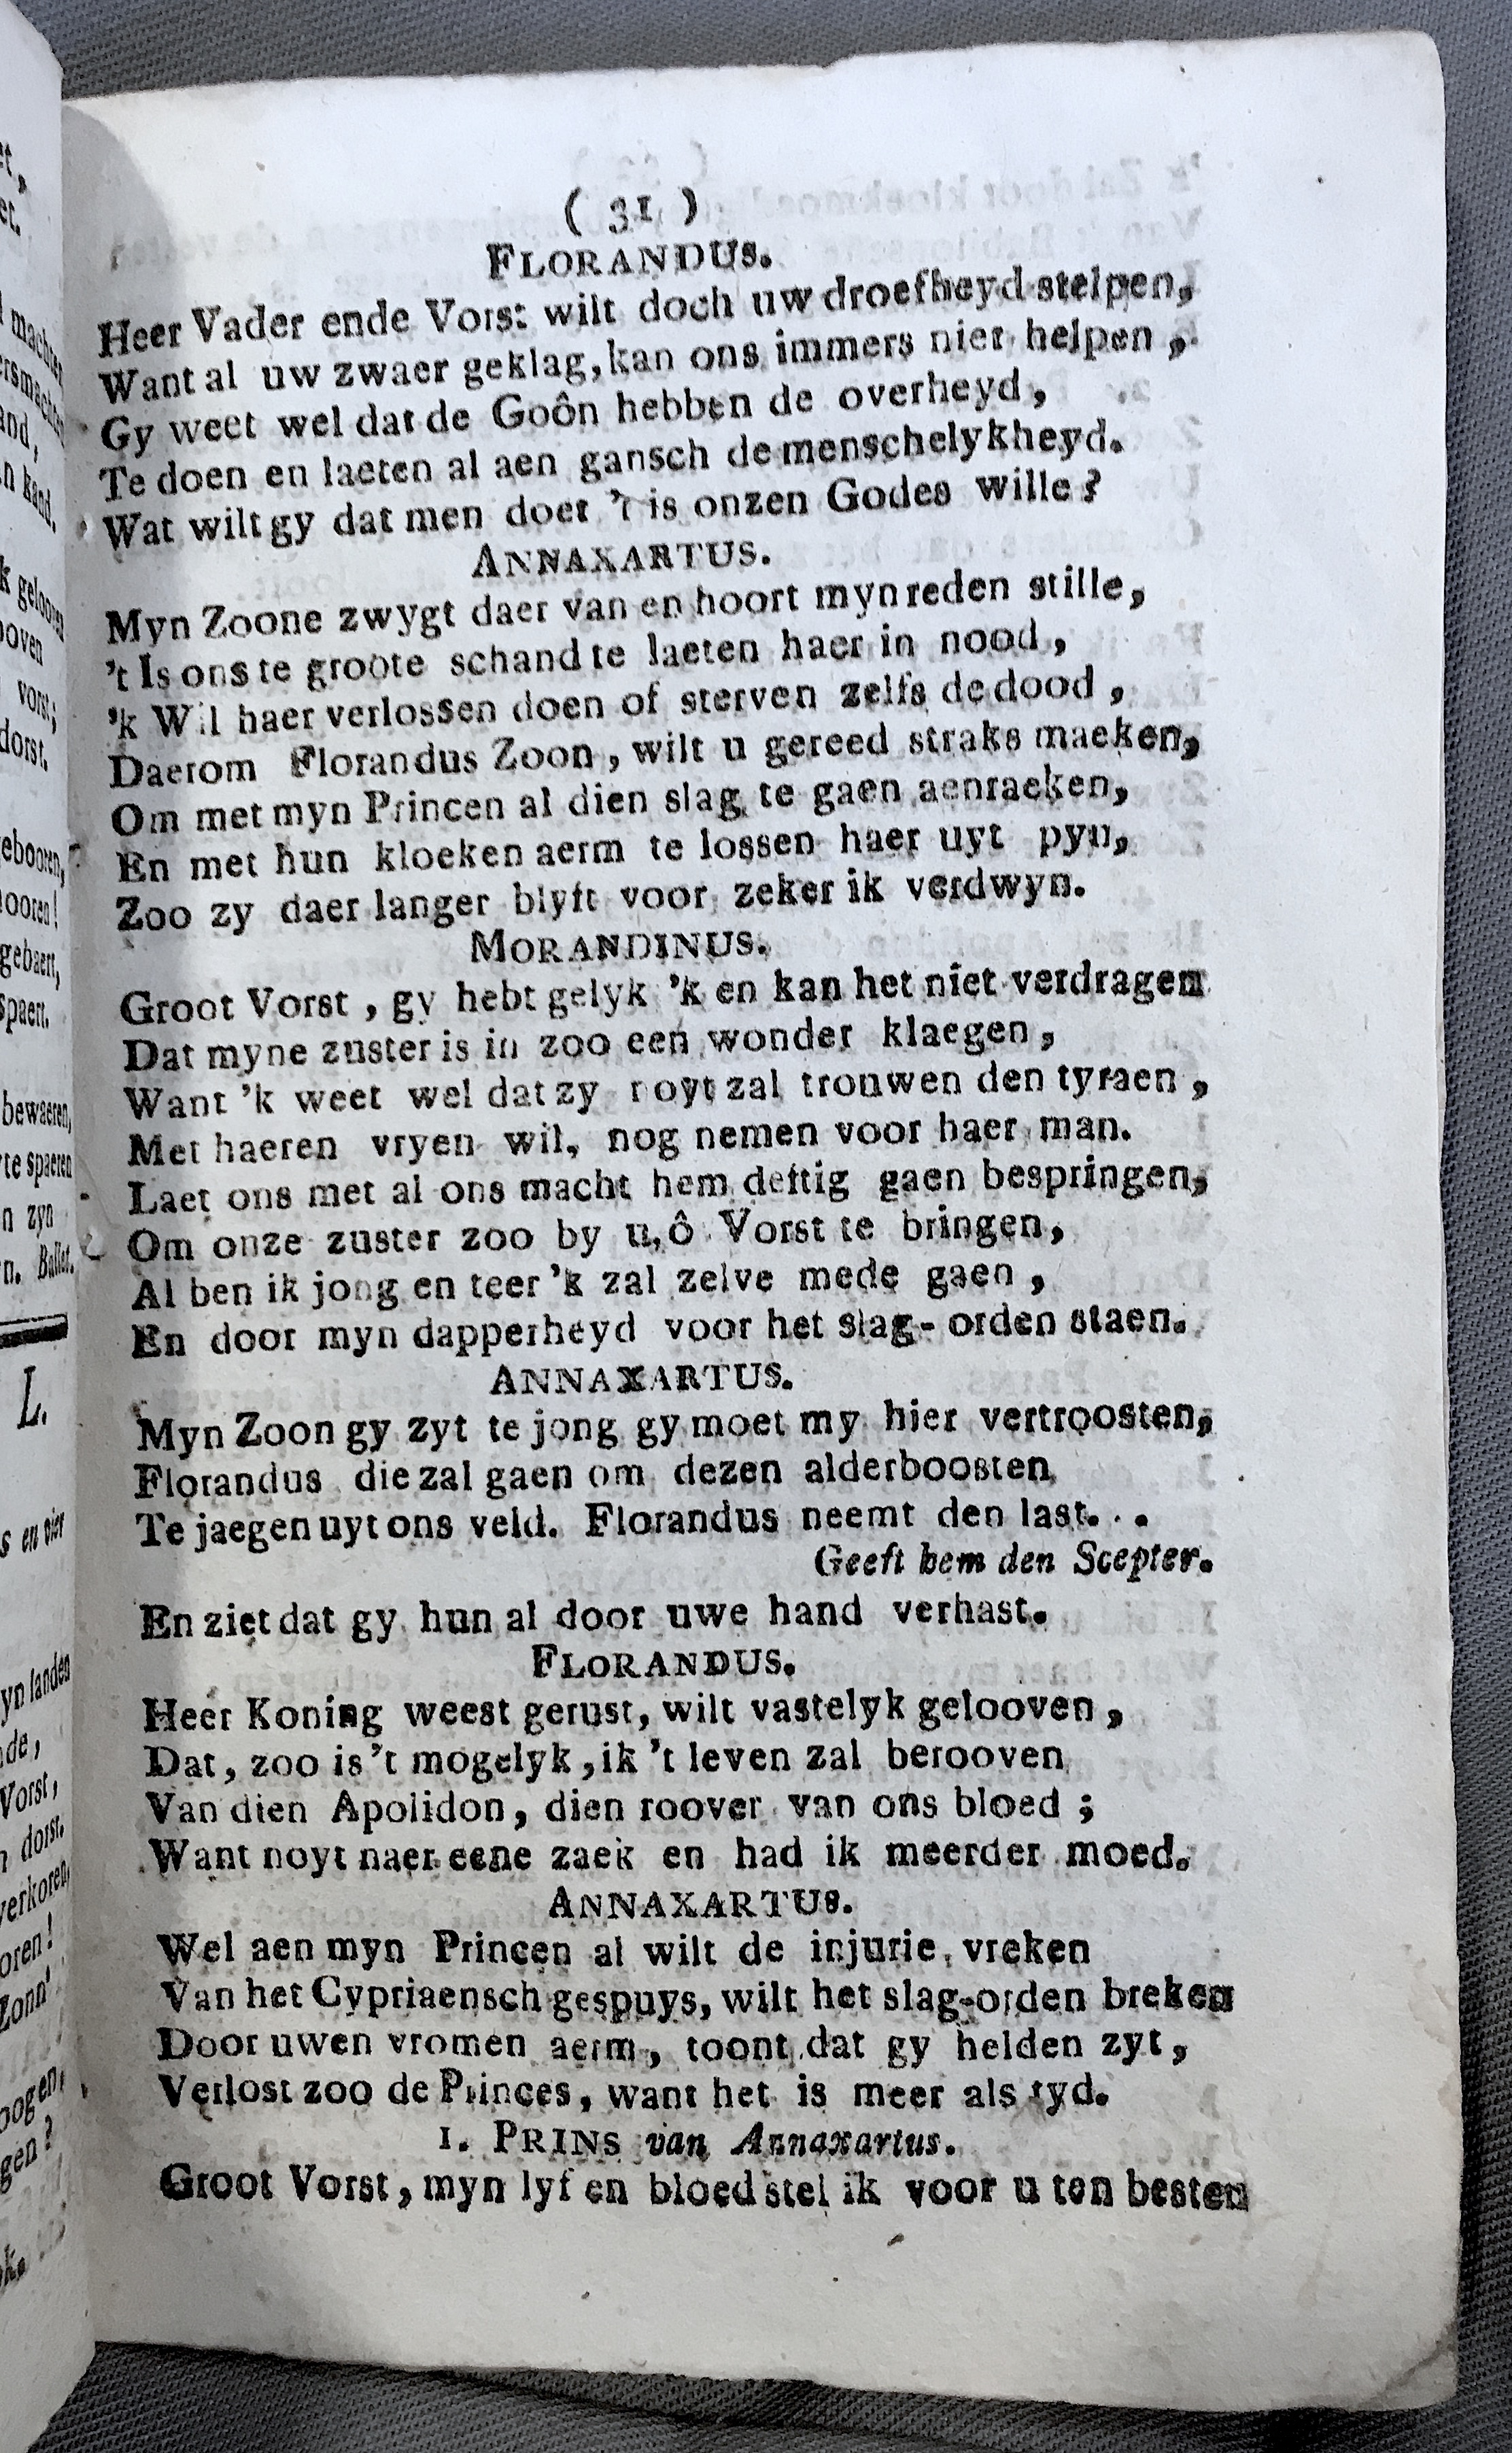 ( 31 )
FLORANDUS.
Heer Vader ende Vorst wilt doch uw droefheyd stelpen,
Want al uw zwaer geklag, kan ons immers niet helpen,
Gy weet wel dat de Goôn hebben de overheyd,
Te doen en laeten al aen gansch de menschelykheyd.
Wat wilt gy dat men doet 't is onzen Godes wille?
ANNAXARTUS.
Myn Zoone zwygt daer van en hoort myn reden stille,
't Is ons te groote schand te laeten haer in nood,
'k Wil haer verlossen doen of sterven zelfs de dood,
Daerom Florandus Zoon, wilt u gereed straks maeken,
Om met myn Princen al dien slag te gaen aenraeken,
En met hun kloeken aerm te lossen haer uyt pyn,
Zoo zy daer langer blyft voor zeker ik verdwyn.
MORANDINUS.
Groot Vorst, gy hebt gelyk 'k en kan het niet verdragen
Dat myne zuster is in zoo een wonder klaegen,
Want 'k weet wel dat zy noyt zal trouwen den tyraen,
Met haeren vryen wil, nog nemen voor haer man.
Laet ons met al ons macht hem deftig gaen bespringen,
Om onze zuster zoo by u, ô Vorst te bringen,
Al ben ik jong en teer 'k zal zelve mede gaen,
En door myn dapperheyd voor het slag-orden staen.
ANNAXARTUS.
Myn Zoon gy zyt te jong gy moet my hier vertroosten,
Florandus die zal gaen om dezen alderboosten
Te jaegen uyt ons veld. Florandus neemt den last...
Geeft hem den Scepter.
En ziet dat gy hun al door uwe hand verhast.
FLORANDUS.
Heer Koning weest gerust, wilt vastelyk gelooven,
Dat, zoo is 't mogelyk, ik 't leven zal berooven
Van dien Apolidon, dien roover van ons bloed;
Want noyt naer eene zaek en had ik meerder moed.
ANNAXARTUS.
Wel aen myn Princen al wilt de injurie vreken
Van het Cypriaensch gespuys, wilt het slag-orden breken
Door uwen vromen aerm, toont dat gy helden zyt,
Verlost zoo de Princes, want het is meer als tyd.
1. PRINS van Annaxartus.
Groot Vorst, myn lyf en bloed stel ik voor u ten besten